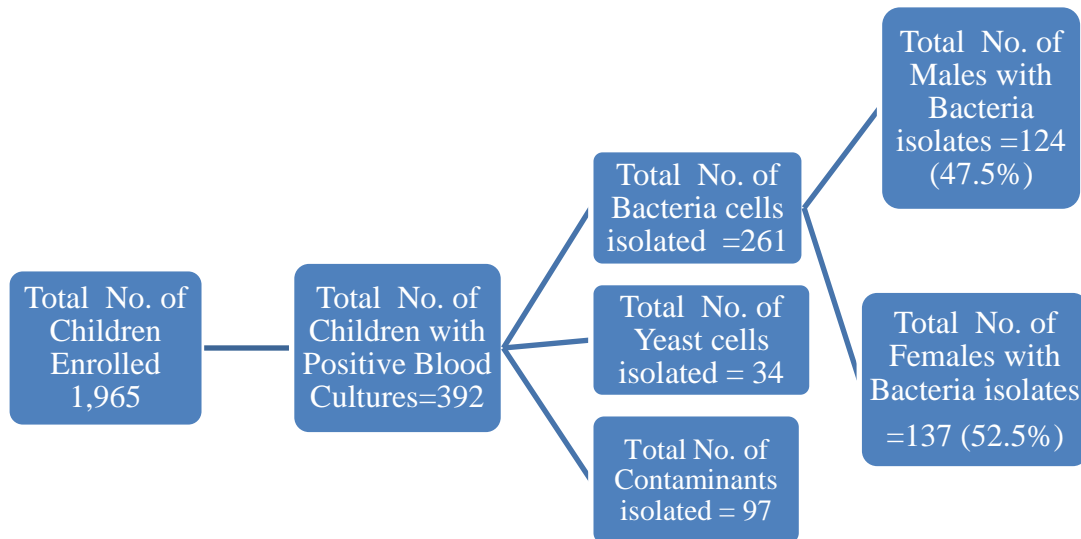 Total No. of
Children
Enrolled
1,965
Total No. of
Children with
Positive Blood
Cultures=392
Total No. of
Bacteria cells
isolated =261
Total No. of
Yeast cells
isolated = 34
Total No. of
Contaminants
isolated = 97
Total No. of
Males with
Bacteria
isolates =124
(47.5%)
Total No. of
Females with
Bacteria isolates
=137 (52.5%)